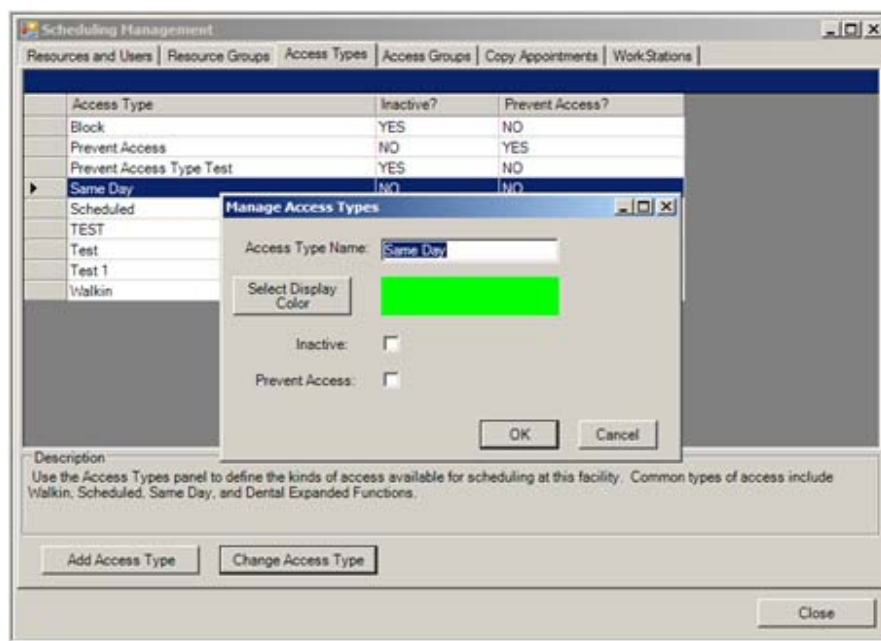 Scheduling Management
Resources and Users Resource Groups Access Types Access Groups Copy Appointments WorkStations
Access Type Inactive? Prevent Access?
Block YES NO
Prevent Access NO YES
Prevent Access Type Test YES NO
Same Day NO NO
Scheduled
TEST
Test
Test 1
Walkin
Manage Access Types
Access Type Name: Same Day
Select Display
Color
Inactive:
Prevent Access:
OK Cancel
Description
Use the Access Types panel to define the kinds of access available for scheduling at this facility. Common types of access include
Walkin, Scheduled, Same Day, and Dental Expanded Functions.
Add Access Type Change Access Type
Close